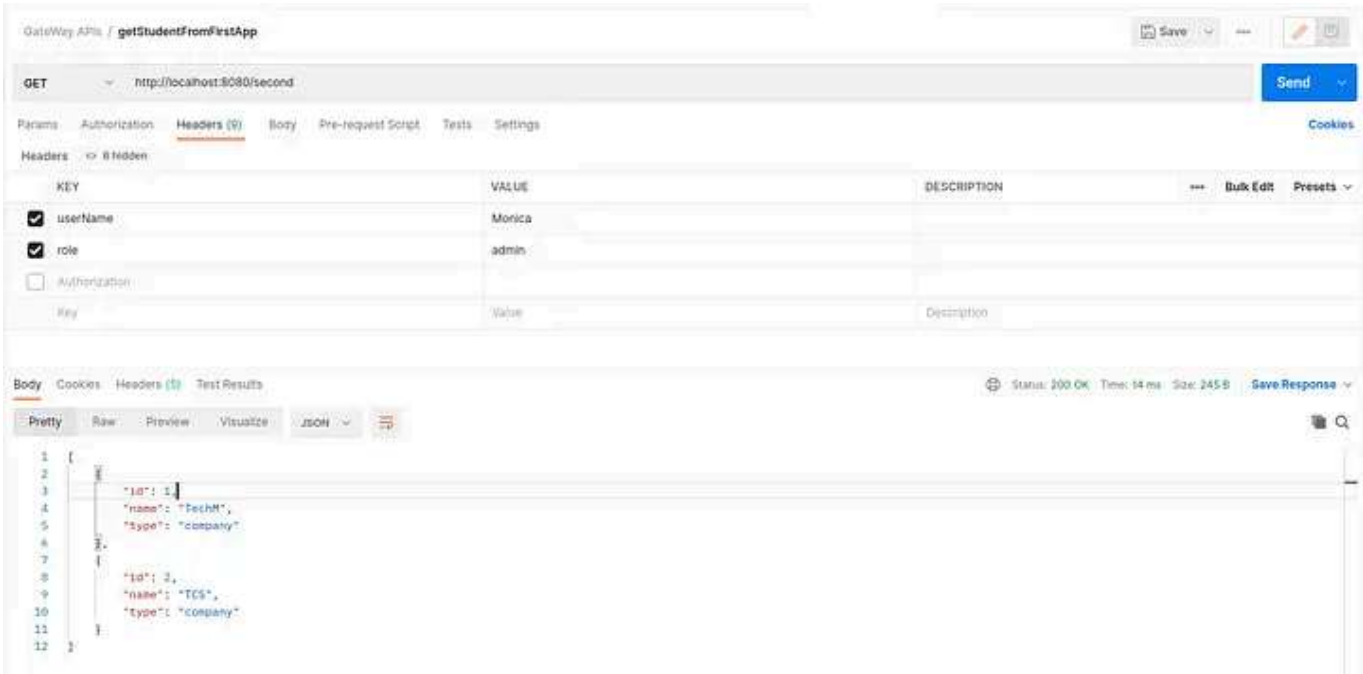 GateWay APIs / getStudentFromFirstApp Save
GET http://localhost:8080/second Send
Params Authorization Headers (9) Body Pre-request Script Tests Settings Cookies
Headers 8 hidden
KEY VALUE DESCRIPTION Bulk Edit Presets
userName Monica
role admin
Authorization
Key Value Description
Body Cookies Headers (5) Test Results Status: 200 OK Time: 14 ms Size: 245 B Save Response
Pretty Raw Preview Visualize JSON
1 [
2 {
3 "id": 1,
4 "name": "TechM",
5 "type": "company"
6 },
7 {
8 "id": 2,
9 "name": "TCS",
10 "type": "company"
11 }
12 ]